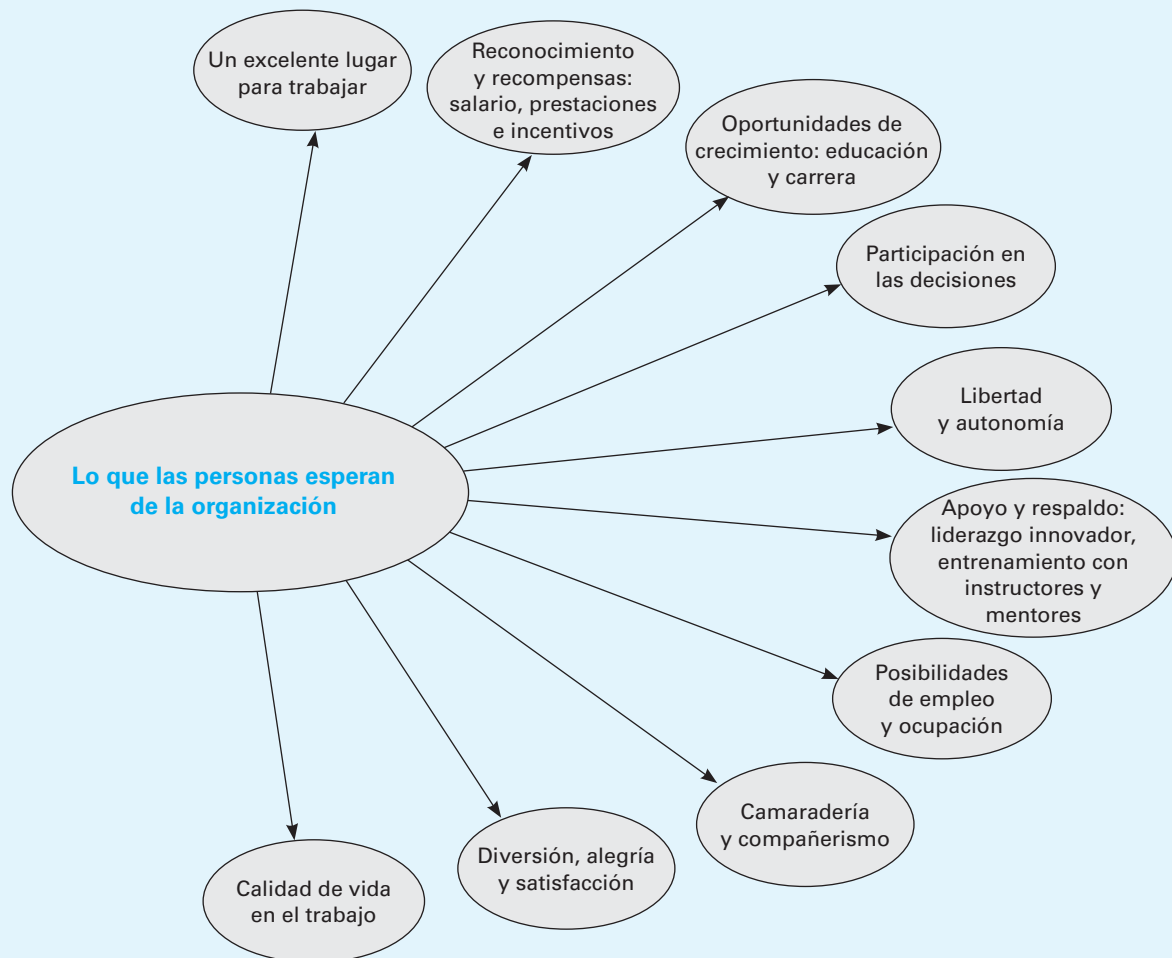 Un excelente lugar
para trabajar
Reconocimiento
y recompensas:
salario, prestaciones
e incentivos
Oportunidades de
crecimiento: educación
y carrera
Participación en
las decisiones
Libertad
y autonomía
Lo que las personas esperan
de la organización
Apoyo y respaldo:
liderazgo innovador,
entrenamiento con
instructores y
mentores
Posibilidades
de empleo
y ocupación
Camaradería
y compañerismo
Diversión, alegría
y satisfacción
Calidad de vida
en el trabajo